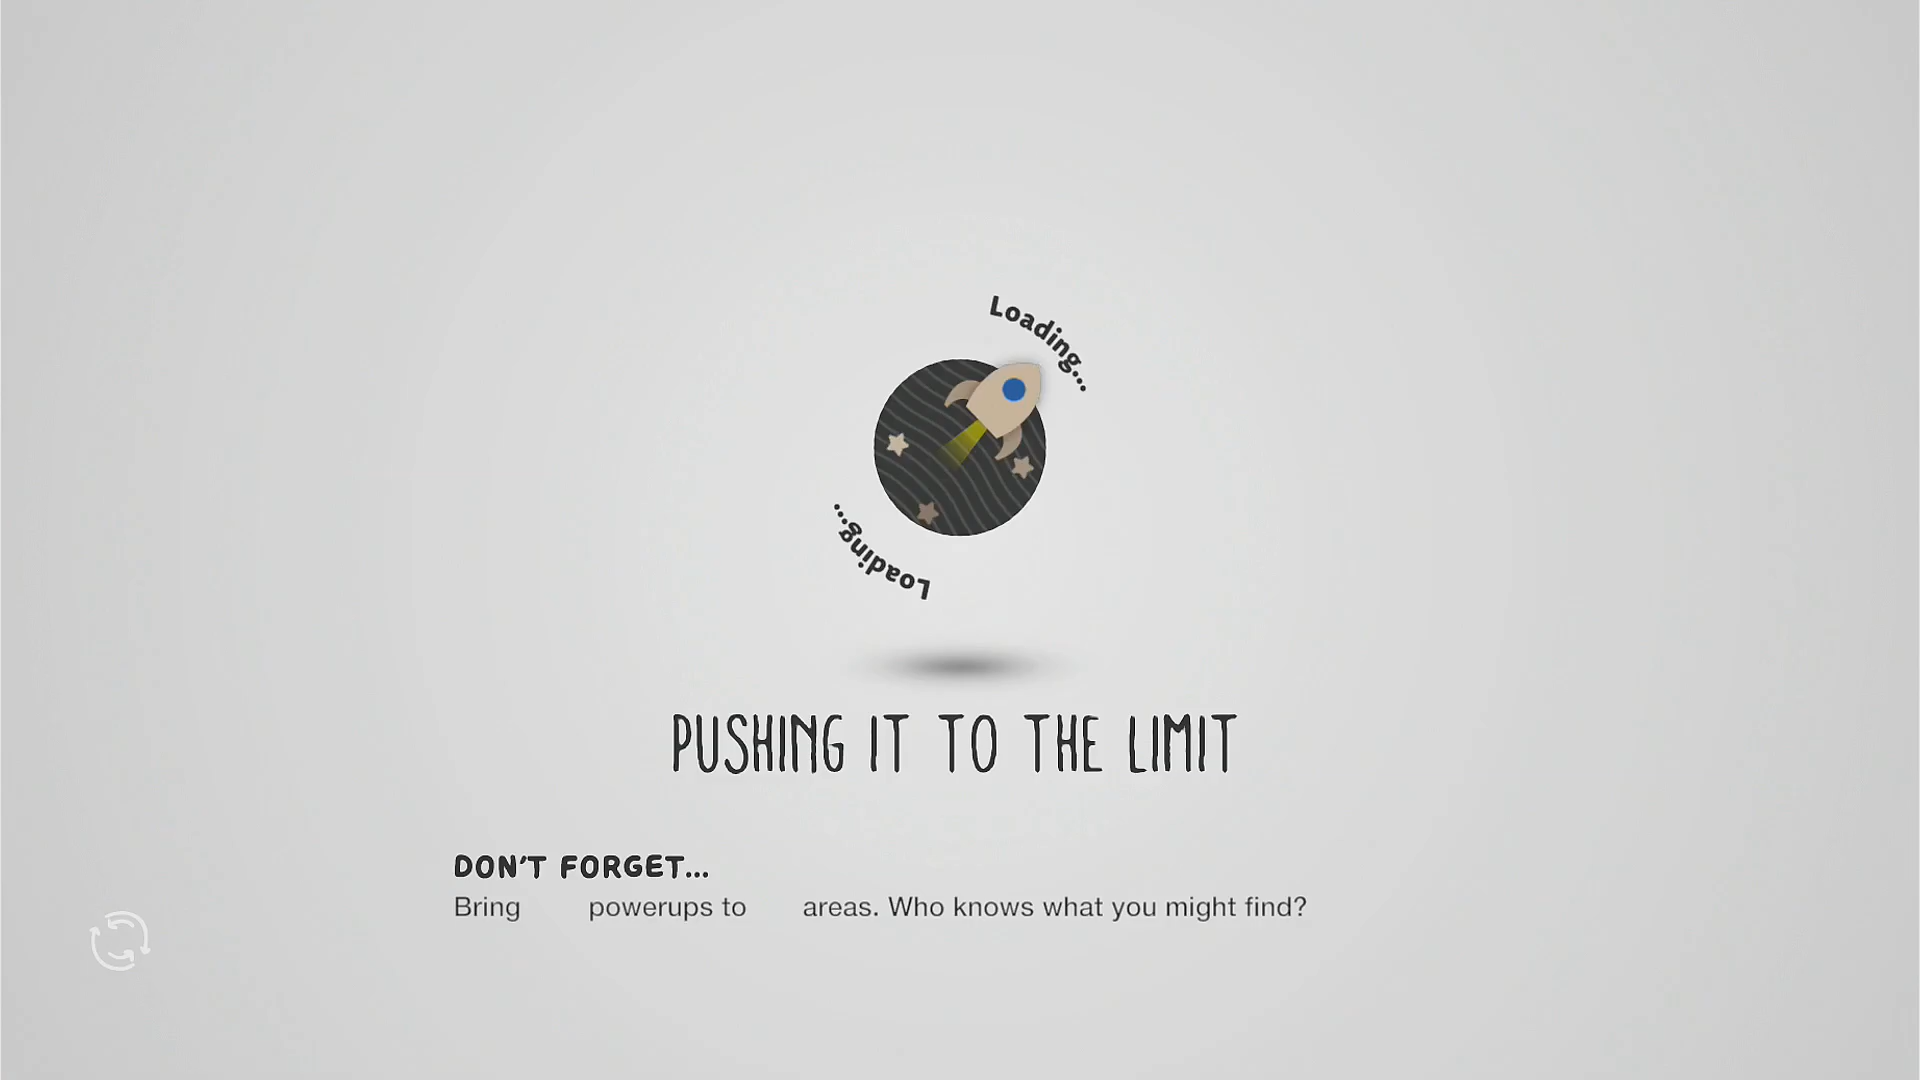 Loading...
Loading...
PUSHING IT TO THE LIMIT
DON'T FORGET...
Bring powerups to areas. Who knows what you might find?